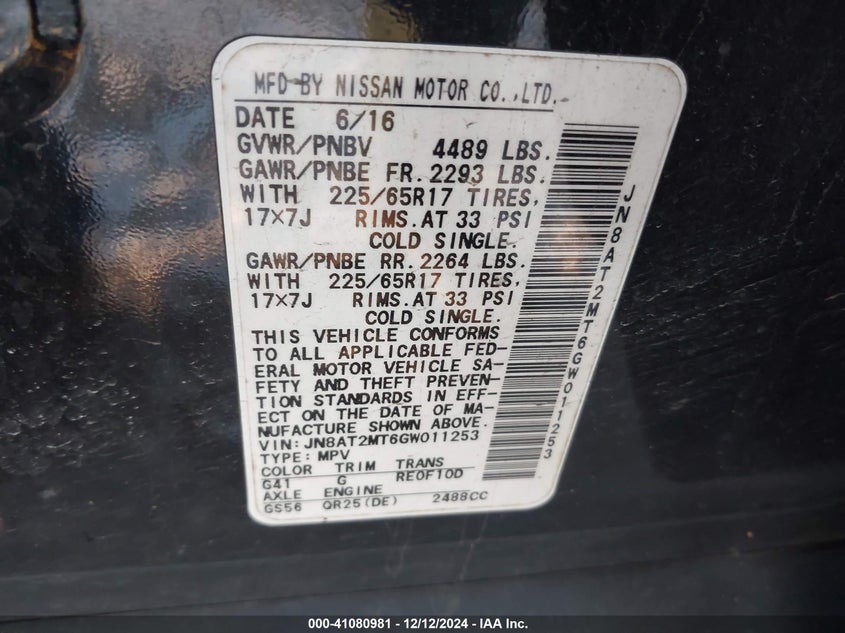 MFD BY NISSAN MOTOR CO.,LTD.
DATE 6/16
GVWR/PNBV 4489 LBS.
GAWR/PNBE FR. 2293 LBS.
WITH 225/65R17 TIRES,
17×7J RIMS.AT 33 PSI
COLD SINGLE.
GAWR/PNBE RR. 2264 LBS.
WITH 225/65R17 TIRES,
17×7J RIMS.AT 33 PSI
COLD SINGLE.
THIS VEHICLE CONFORMS
TO ALL APPLICABLE FED-
ERAL MOTOR VEHICLE SA-
FETY AND THEFT PREVEN-
TION STANDARDS IN EFF-
ECT ON THE DATE OF MA-
NUFACTURE SHOWN ABOVE.
VIN:JN8AT2MT6GW011253
TYPE:MPV
COLOR TRIM TRANS
G41 G RE0F10D
AXLE ENGINE
GS56 QR25(DE) 2488CC
JN8AT2MT6GW011253
000-41080981 - 12/12/2024 - IAA Inc.